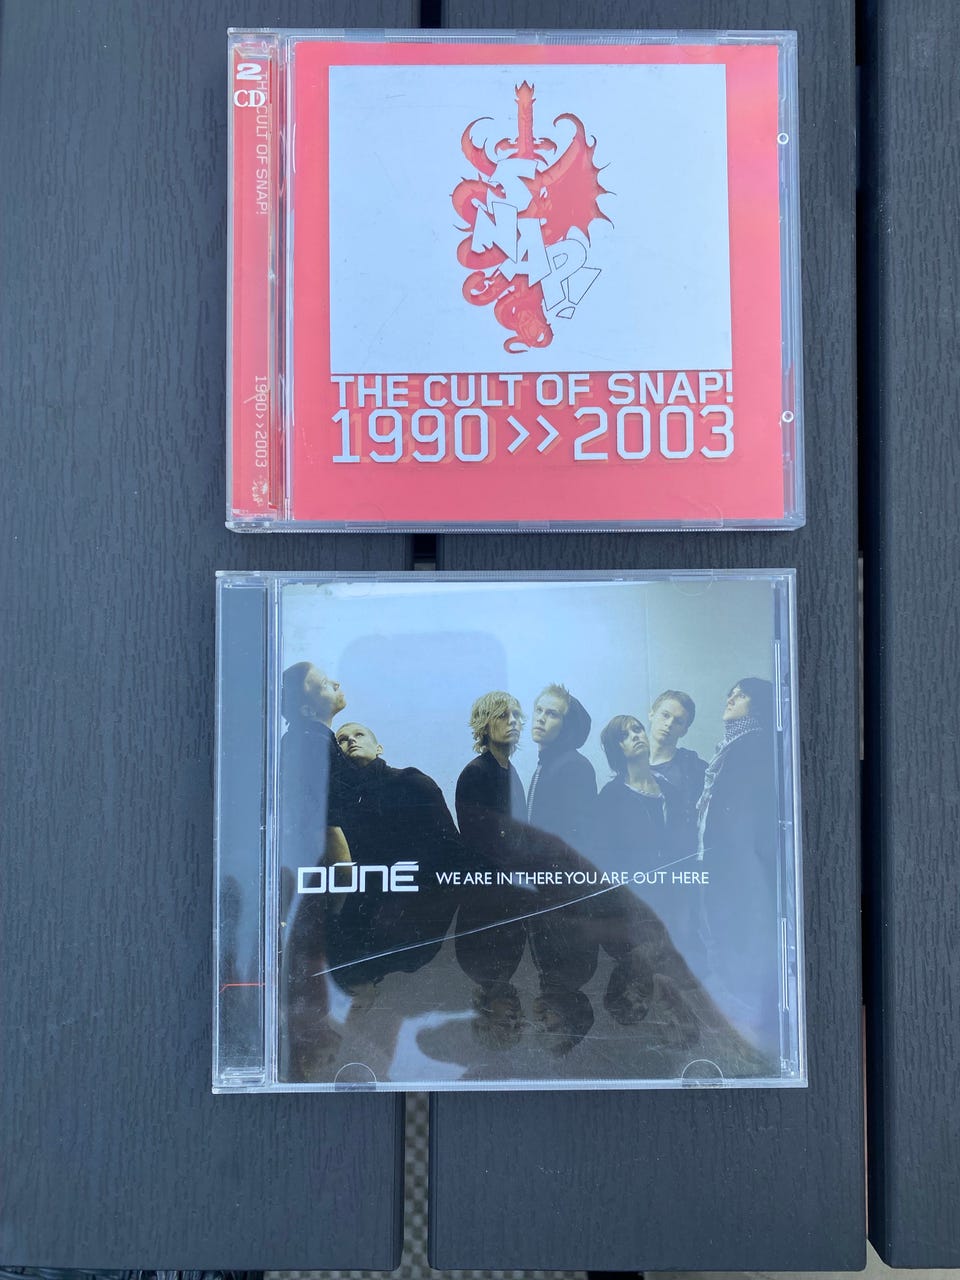 2
CD
THE CULT OF SNAP!
1990>>2003
SNAP!
THE CULT OF SNAP!
1990>>2003
DÚNÉ
WE ARE IN THERE YOU ARE OUT HERE